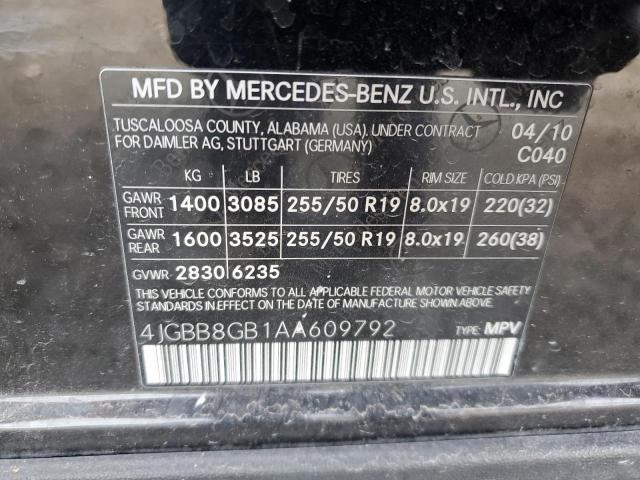 MFD BY MERCEDES-BENZ U.S. INTL., INC
TUSCALOOSA COUNTY, ALABAMA (USA), UNDER CONTRACT 04/10
FOR DAIMLER AG, STUTTGART (GERMANY) C040
KG LB TIRES RIM SIZE COLD KPA (PSI)
GAWR FRONT 1400 3085 255/50 R19 8.0x19 220(32)
GAWR REAR 1600 3525 255/50 R19 8.0x19 260(38)
GVWR 2830 6235
THIS VEHICLE CONFORMS TO ALL APPLICABLE FEDERAL MOTOR VEHICLE SAFETY
STANDARDS IN EFFECT ON THE DATE OF MANUFACTURE SHOWN ABOVE.
4JGBB8GB1AA609792 TYPE: MPV